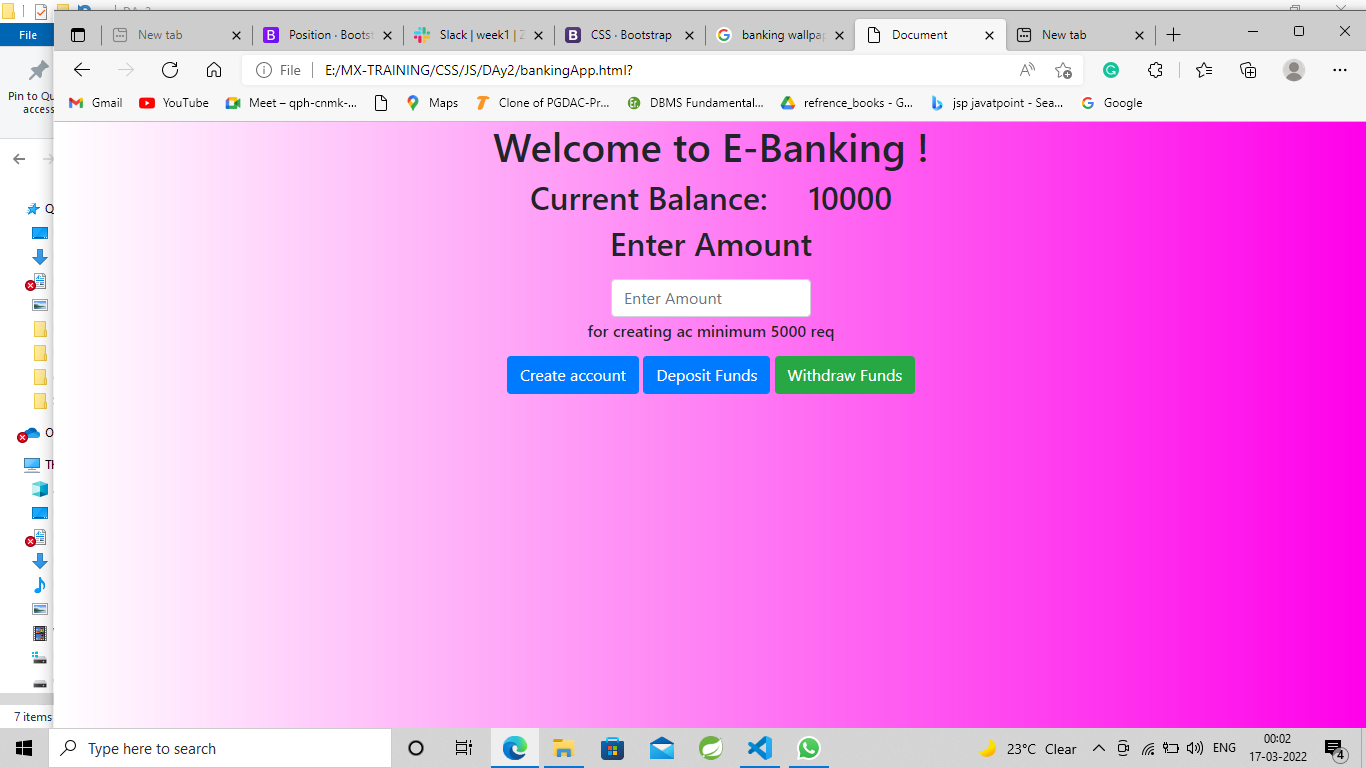 File
Pin to Qu
access
7 items
New tab
Position · Bootst
Slack | week1 | Z
CSS · Bootstrap
banking wallpap
Document
New tab
File
E:/MX-TRAINING/CSS/JS/DAy2/bankingApp.html?
Gmail
YouTube
Meet – qph-cnmk-...
Maps
Clone of PGDAC-Pr...
DBMS Fundamental...
refrence_books - G...
jsp javatpoint - Sea...
Google
Welcome to E-Banking !
Current Balance: 10000
Enter Amount
Enter Amount
for creating ac minimum 5000 req
Create account
Deposit Funds
Withdraw Funds
Type here to search
23°C Clear
ENG
00:02
17-03-2022
4